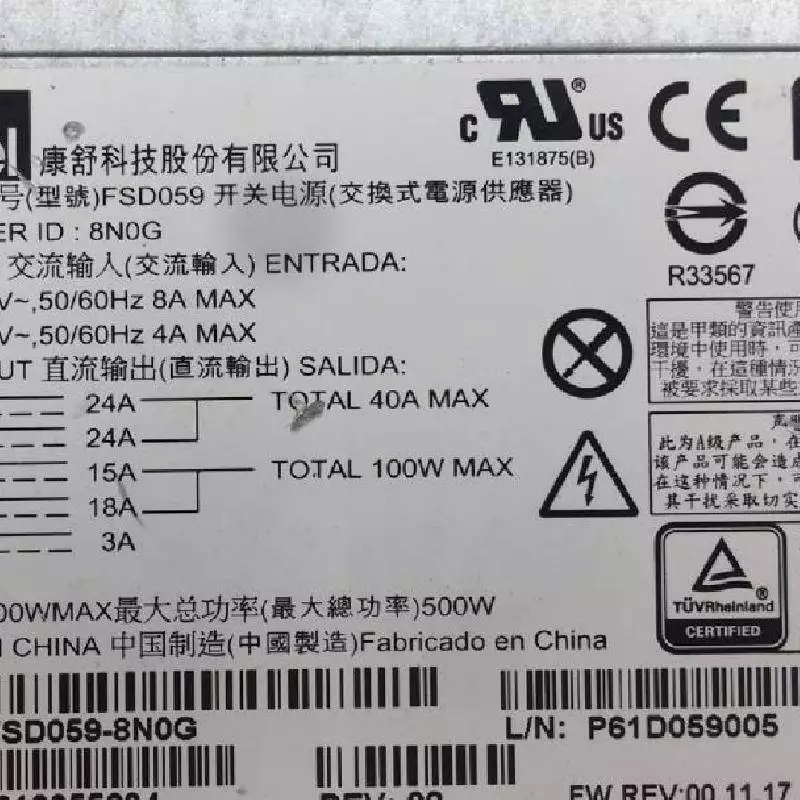 el
康舒科技股份有限公司
号(型號)FSD059 开关电源(交換式電源供應器)
ER ID : 8N0G
交流输入(交流輸入) ENTRADA:
V~,50/60Hz 8A MAX
V~,50/60Hz 4A MAX
UT 直流输出(直流輸出) SALIDA:
24A TOTAL 40A MAX
24A
15A TOTAL 100W MAX
18A
3A
00WMAX最大总功率(最大總功率)500W
CHINA 中国制造(中國製造)Fabricado en China
SD059-8N0G
L/N: P61D059005
FW REV:00.11.17
c RU US
®
E131875(B)
CE
R33567
警告使
這是甲類的資訊產
環境中使用時,可
干擾,在這種情況
被要求採取某些
声
此为A级产品,在
该产品可能会造成
在这种情况下,可
其干扰采取切实
TÜVRheinland
®
CERTIFIED